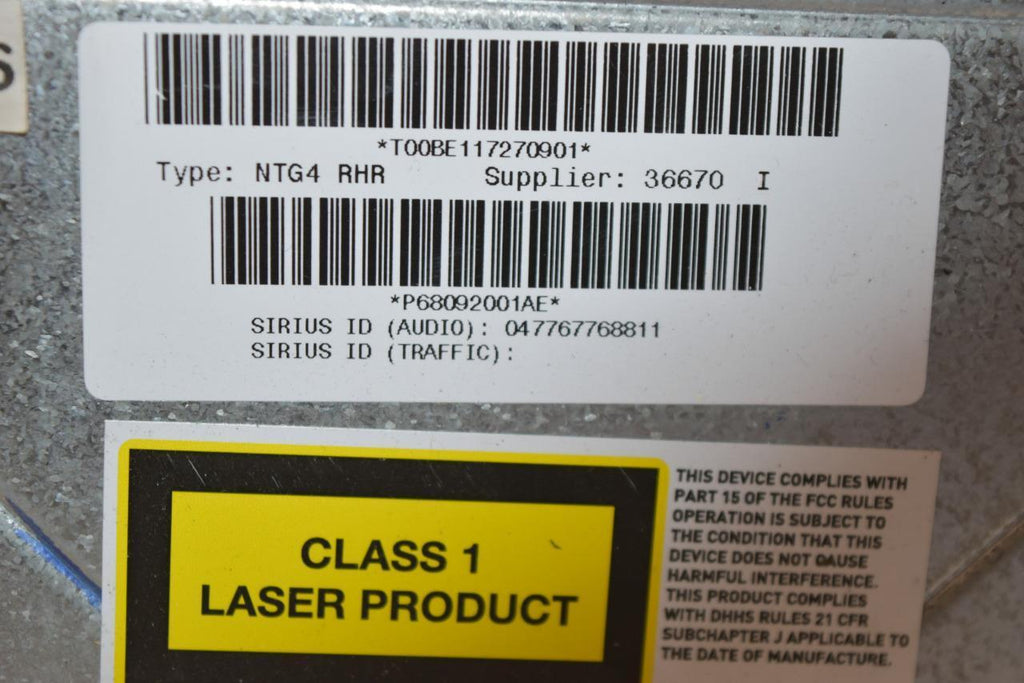 S
*T00BE117270901*
Type: NTG4 RHR Supplier: 36670 I
*P68092001AE*
SIRIUS ID (AUDIO): 047767768811
SIRIUS ID (TRAFFIC):
CLASS 1
LASER PRODUCT
THIS DEVICE COMPLIES WITH
PART 15 OF THE FCC RULES
OPERATION IS SUBJECT TO
THE CONDITION THAT THIS
DEVICE DOES NOT CAUSE
HARMFUL INTERFERENCE.
THIS PRODUCT COMPLIES
WITH DHHS RULES 21 CFR
SUBCHAPTER J APPLICABLE TO
THE DATE OF MANUFACTURE.